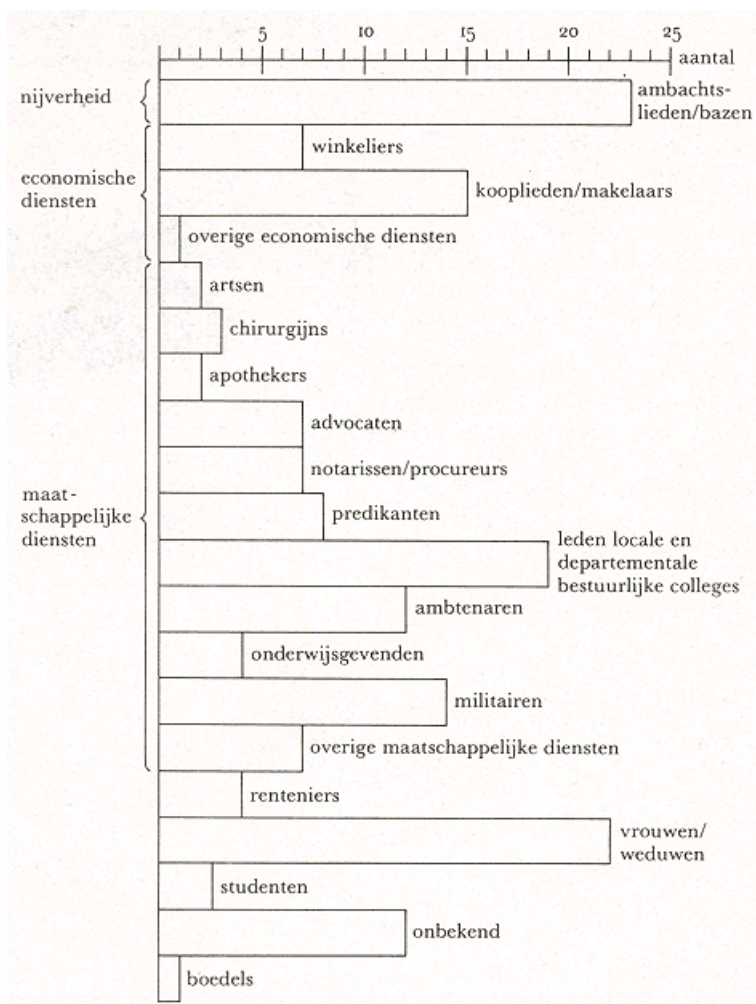 5 10 15 20 25
aantal
nijverheid
ambachts-
lieden/bazen
winkeliers
economische
diensten
kooplieden/makelaars
overige economische diensten
artsen
chirurgijns
apothekers
advocaten
notarissen/procureurs
maat-
schappelijke
diensten
predikanten
leden locale en
departementale
bestuurlijke colleges
ambtenaren
onderwijsgevenden
militairen
overige maatschappelijke diensten
renteniers
vrouwen/
weduwen
studenten
onbekend
boedels